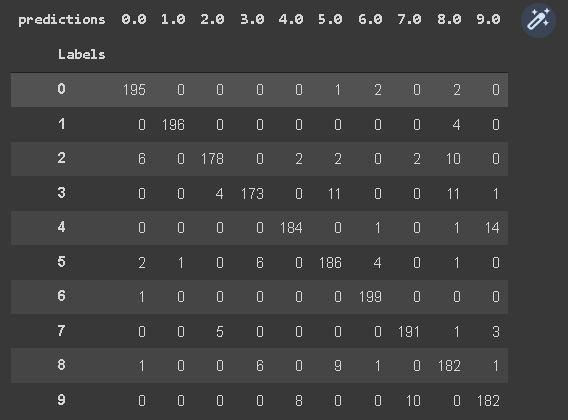 predictions 0.0 1.0 2.0 3.0 4.0 5.0 6.0 7.0 8.0 9.0
Labels
0 195 0 0 0 0 1 2 0 2 0
1 0 196 0 0 0 0 0 0 4 0
2 6 0 178 0 2 2 0 2 10 0
3 0 0 4 173 0 11 0 0 11 1
4 0 0 0 0 184 0 1 0 1 14
5 2 1 0 6 0 186 4 0 1 0
6 1 0 0 0 0 0 199 0 0 0
7 0 0 5 0 0 0 0 191 1 3
8 1 0 0 6 0 9 1 0 182 1
9 0 0 0 0 8 0 0 10 0 182